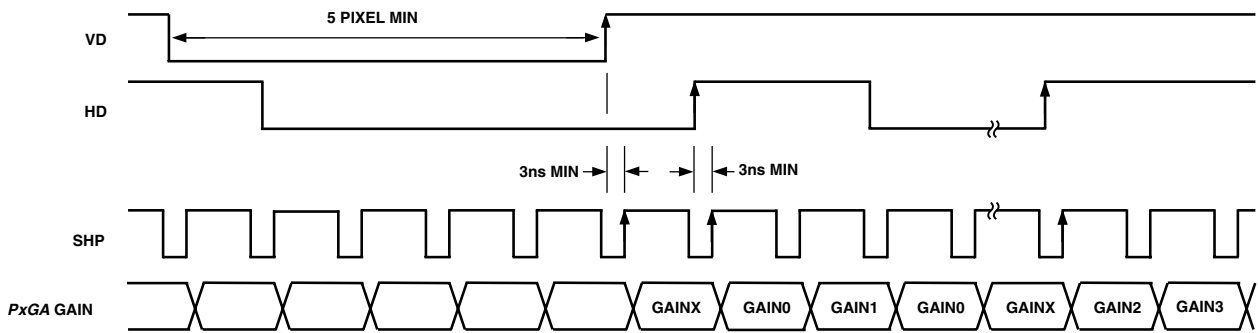 VD
5 PIXEL MIN
HD
3ns MIN
3ns MIN
SHP
PxGA GAIN
GAINX
GAIN0
GAIN1
GAIN0
GAINX
GAIN2
GAIN3